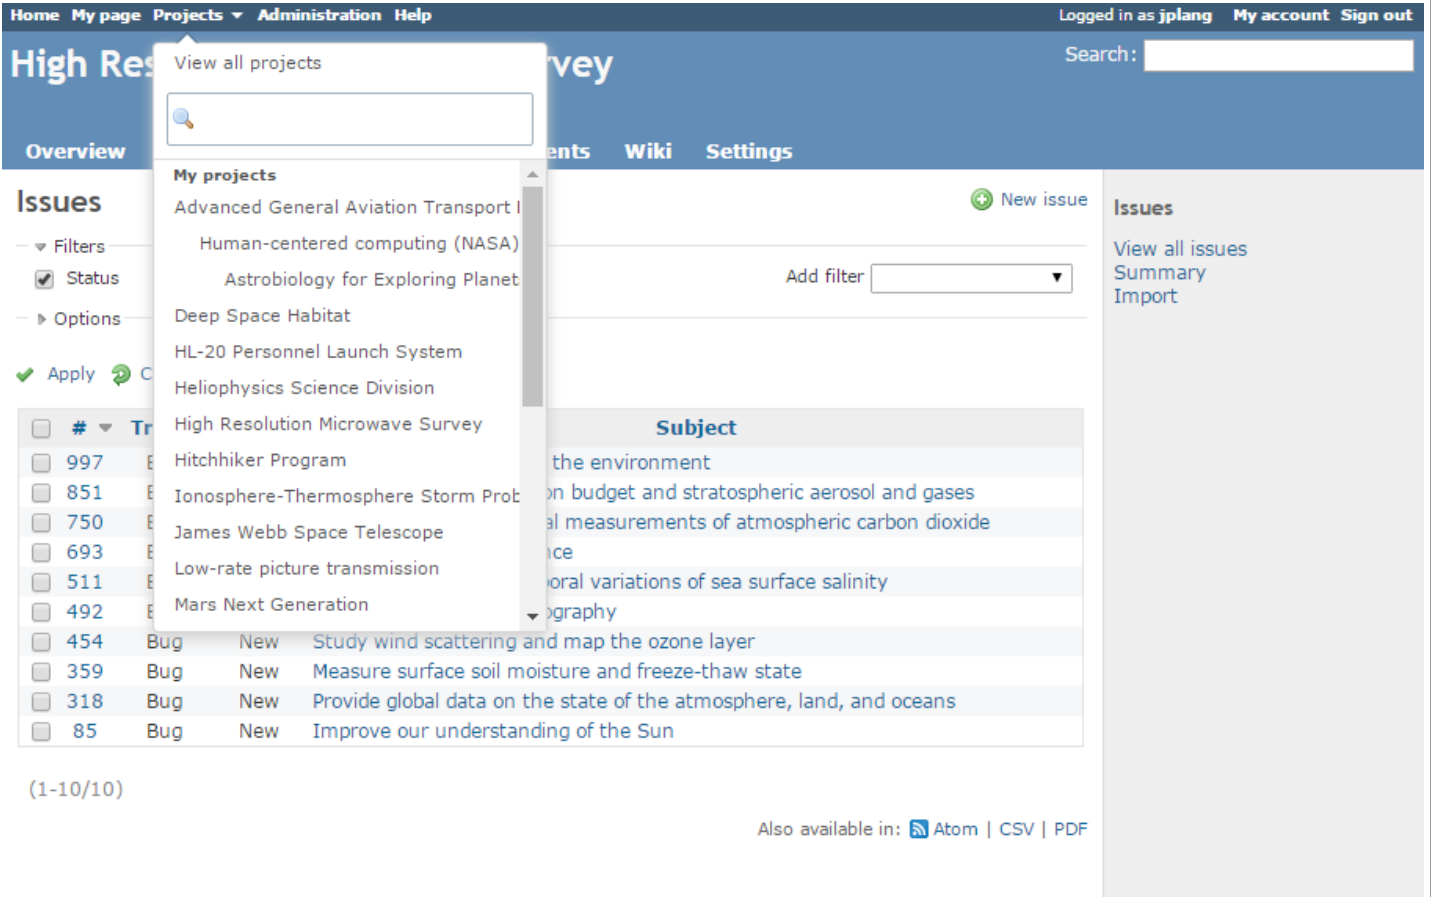 Home My page Projects Administration Help
Logged in as jplang My account Sign out
High vey
Search:
View all projects
Overview Wiki Settings
My projects
Advanced General Aviation Transport
Human-centered computing (NASA)
Astrobiology for Exploring Planet
Deep Space Habitat
HL-20 Personnel Launch System
Heliophysics Science Division
High Resolution Microwave Survey
Hitchhiker Program
Ionosphere-Thermosphere Storm Prob
James Webb Space Telescope
Low-rate picture transmission
Mars Next Generation
Issues
New issue
Filters
Status
Add filter
Options
Apply
# Subject
997 the environment
851 budget and stratospheric aerosol and gases
750 measurements of atmospheric carbon dioxide
693
511 variations of sea surface salinity
492
454 Bug New Study wind scattering and map the ozone layer
359 Bug New Measure surface soil moisture and freeze-thaw state
318 Bug New Provide global data on the state of the atmosphere, land, and oceans
85 Bug New Improve our understanding of the Sun
(1-10/10)
Also available in: Atom | CSV | PDF
Issues
View all issues
Summary
Import